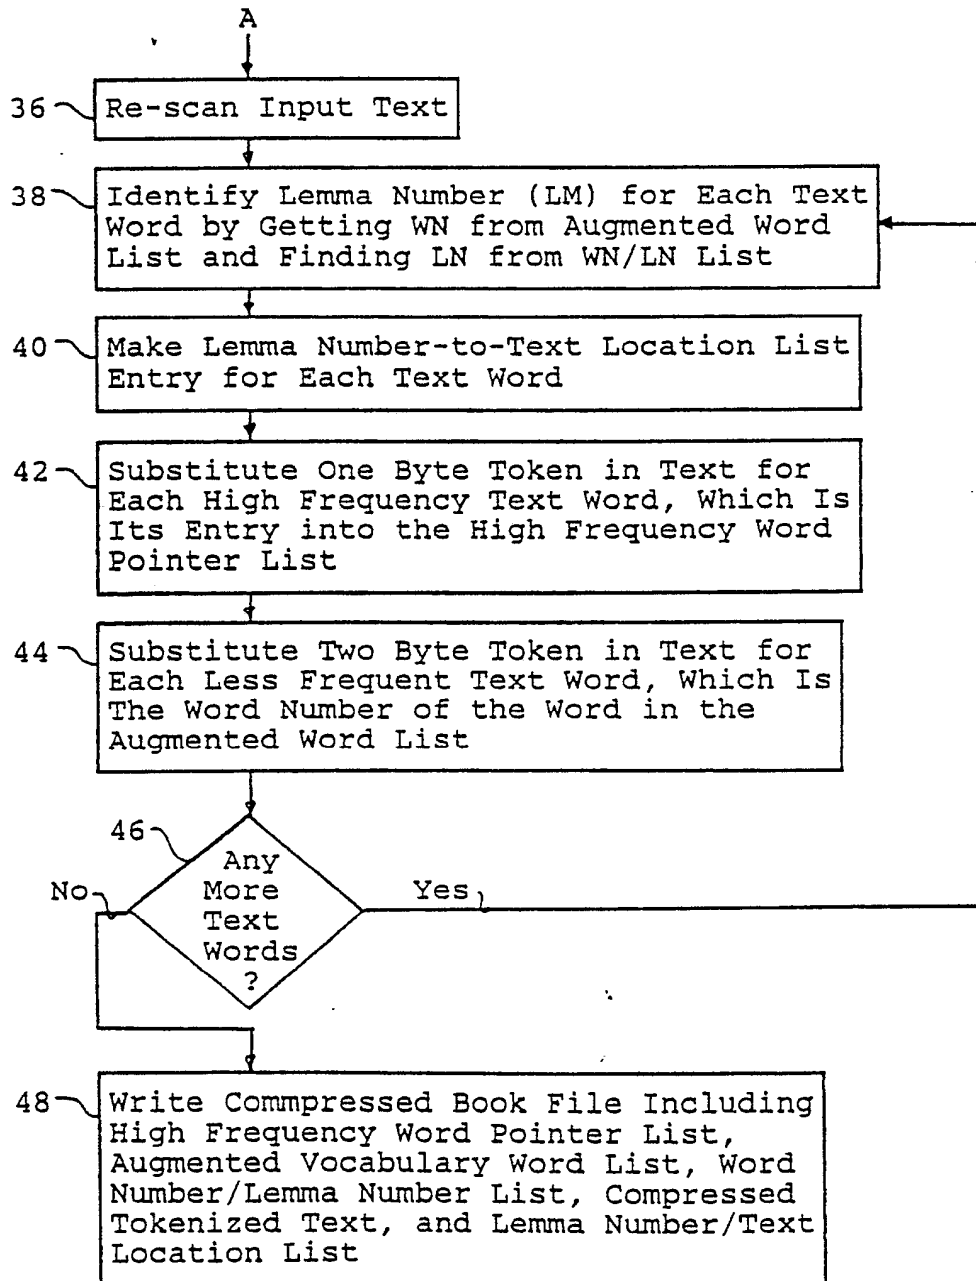 A
36
Re-scan Input Text
38
Identify Lemma Number (LM) for Each Text
Word by Getting WN from Augmented Word
List and Finding LN from WN/LN List
40
Make Lemma Number-to-Text Location List
Entry for Each Text Word
42
Substitute One Byte Token in Text for
Each High Frequency Text Word, Which Is
Its Entry into the High Frequency Word
Pointer List
44
Substitute Two Byte Token in Text for
Each Less Frequent Text Word, Which Is
The Word Number of the Word in the
Augmented Word List
46
Any
More
Text
Words
?
No
Yes
48
Write Commpressed Book File Including
High Frequency Word Pointer List,
Augmented Vocabulary Word List, Word
Number/Lemma Number List, Compressed
Tokenized Text, and Lemma Number/Text
Location List